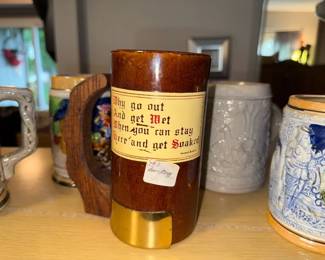 Why go out
And get Wet
When you can stay
Here and get Soaked